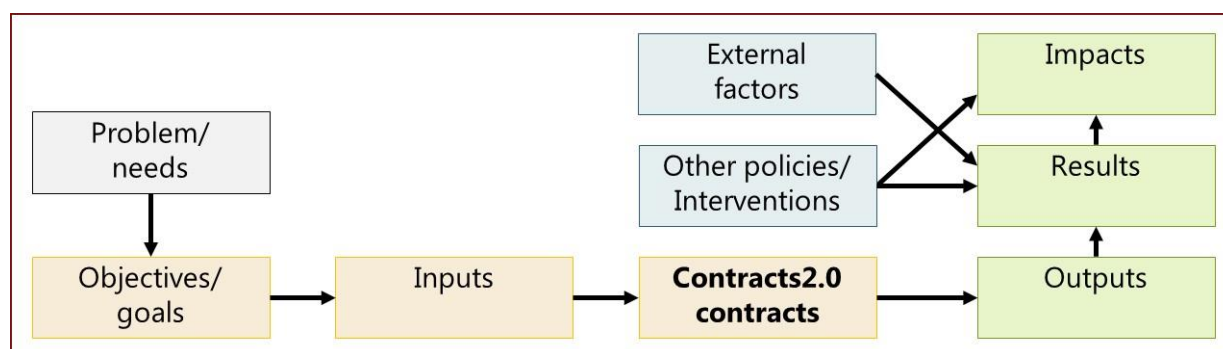 External
factors
Impacts
Problem/
needs
Other policies/
Interventions
Results
Objectives/
goals
Inputs
Contracts2.0
contracts
Outputs